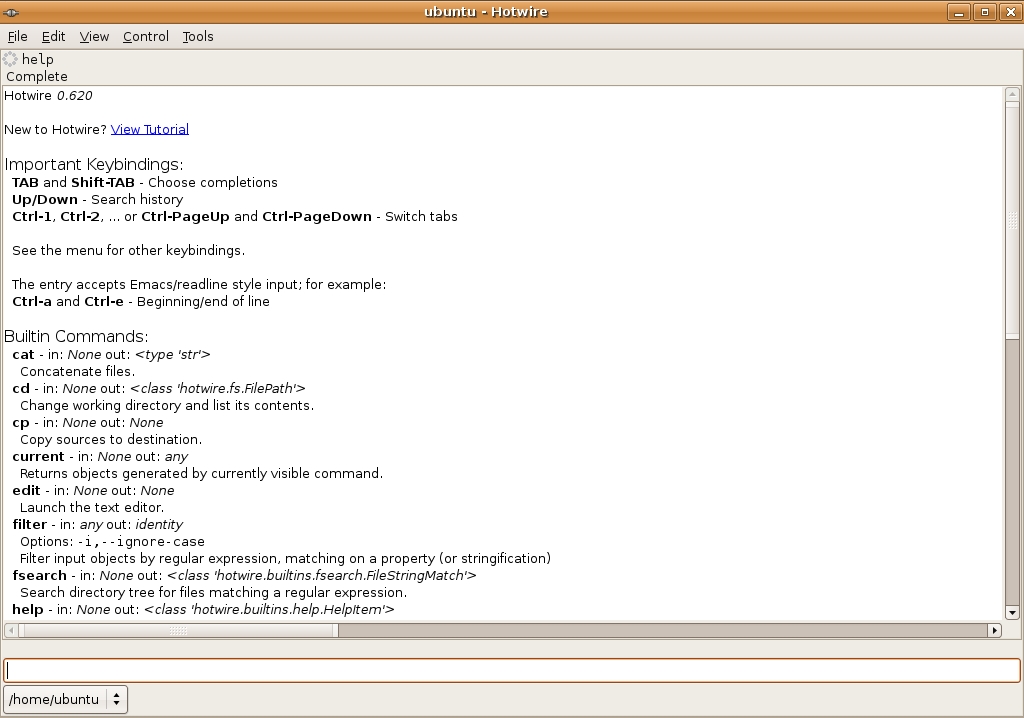 ubuntu - Hotwire
File Edit View Control Tools
help
Complete
Hotwire 0.620
New to Hotwire? View Tutorial
Important Keybindings:
TAB and Shift-TAB - Choose completions
Up/Down - Search history
Ctrl-1, Ctrl-2, ... or Ctrl-PageUp and Ctrl-PageDown - Switch tabs
See the menu for other keybindings.
The entry accepts Emacs/readline style input; for example:
Ctrl-a and Ctrl-e - Beginning/end of line
Builtin Commands:
cat - in: None out: <type 'str'>
Concatenate files.
cd - in: None out: <class 'hotwire.fs.FilePath'>
Change working directory and list its contents.
cp - in: None out: None
Copy sources to destination.
current - in: None out: any
Returns objects generated by currently visible command.
edit - in: None out: None
Launch the text editor.
filter - in: any out: identity
Options: -i,--ignore-case
Filter input objects by regular expression, matching on a property (or stringification)
fsearch - in: None out: <class 'hotwire.builtins.fsearch.FileStringMatch'>
Search directory tree for files matching a regular expression.
help - in: None out: <class 'hotwire.builtins.help.HelpItem'>
/home/ubuntu